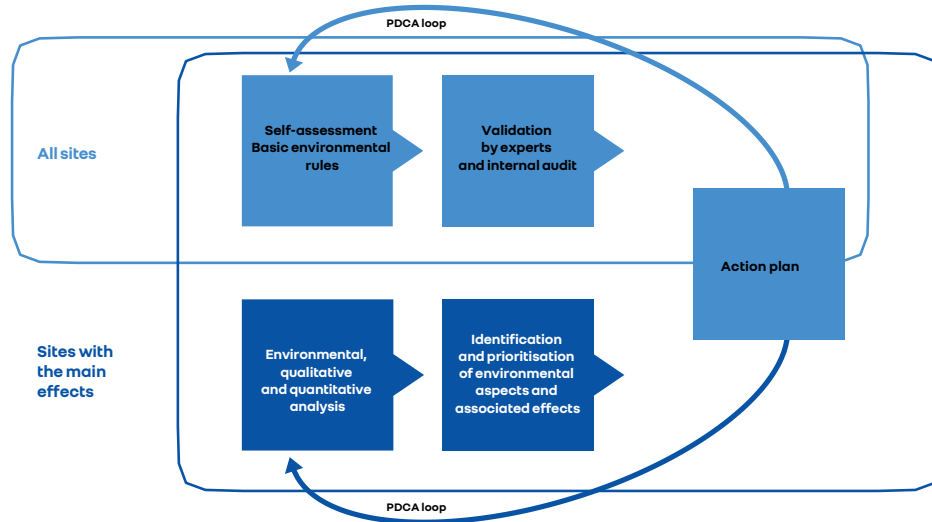 PDCA loop
All sites
Self-assessment
Basic environmental
rules
Validation
by experts
and internal audit
Action plan
Sites with
the main
effects
Environmental,
qualitative
and quantitative
analysis
Identification
and prioritisation
of environmental
aspects and
associated effects
PDCA loop